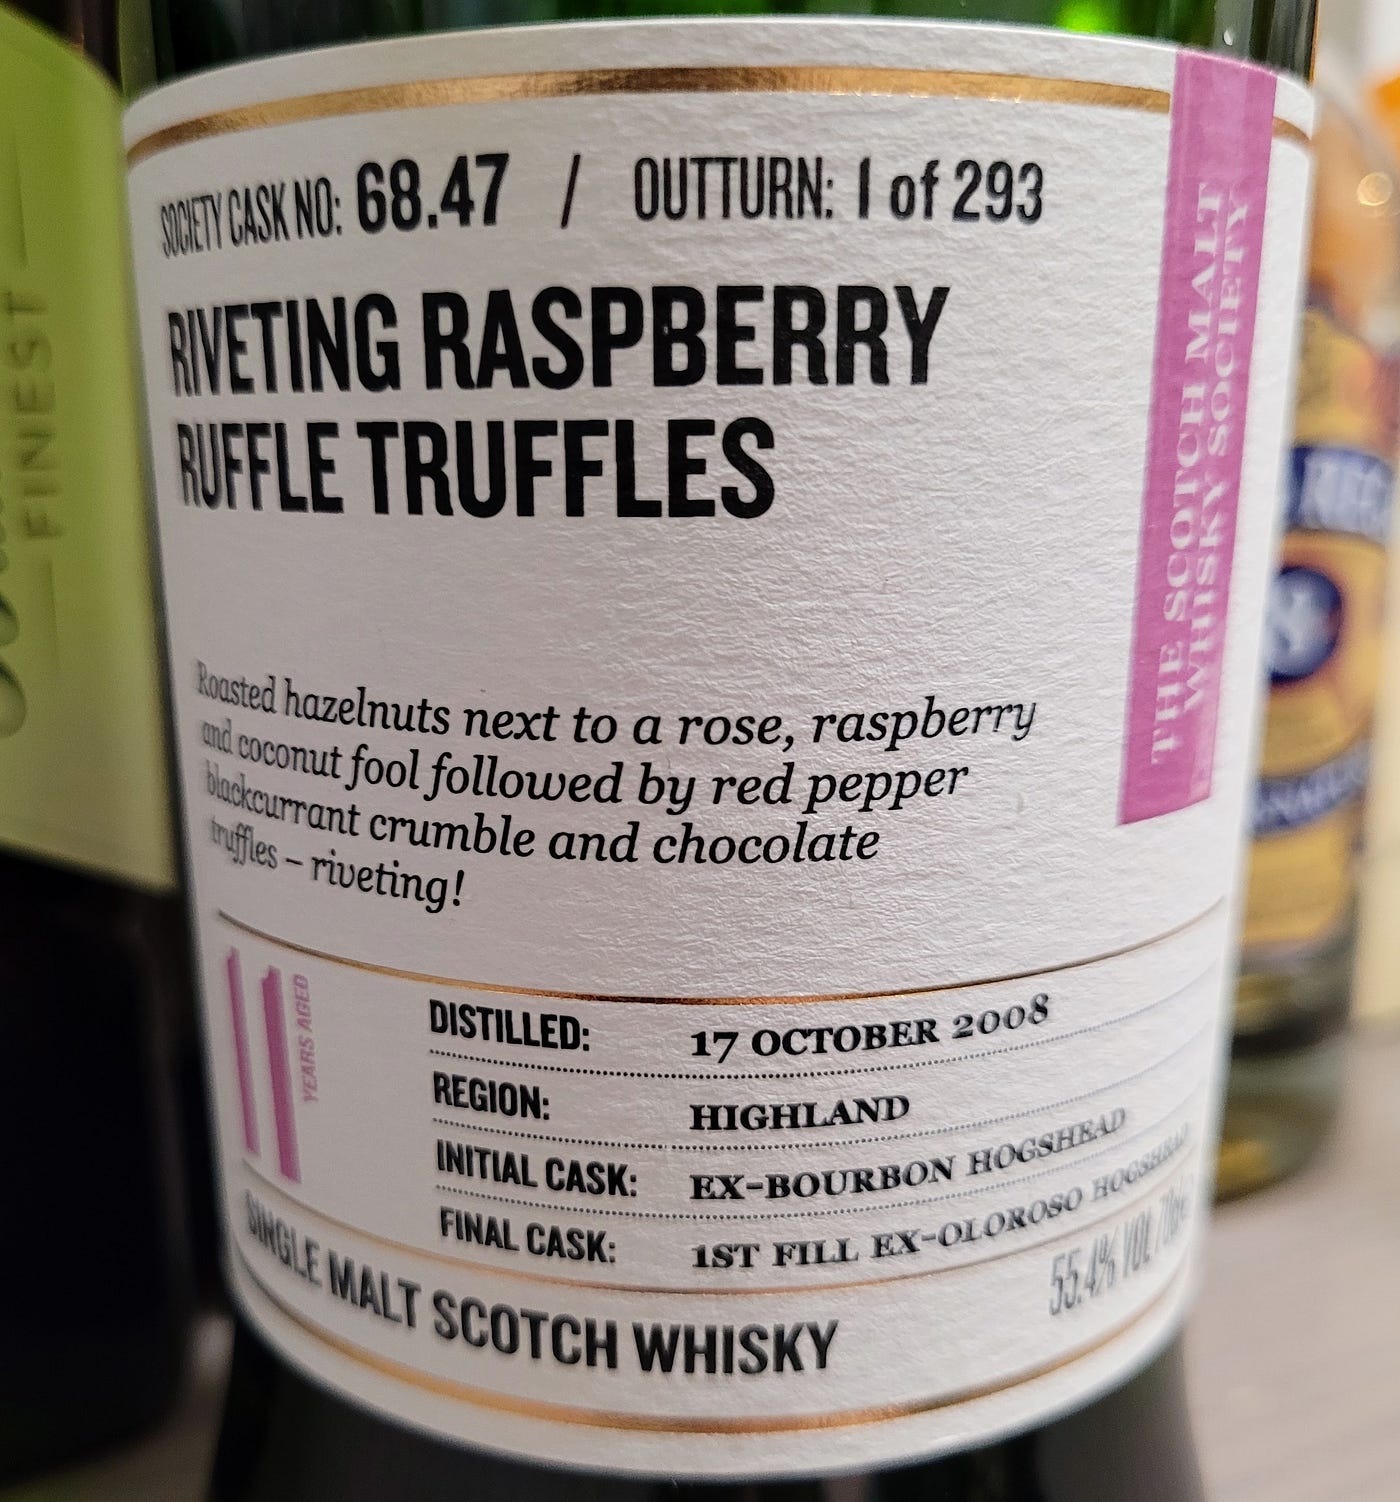 SOCIETY CASK NO: 68.47 / OUTTURN: 1 of 293
RIVETING RASPBERRY
RUFFLE TRUFFLES
Roasted hazelnuts next to a rose, raspberry
and coconut fool followed by red pepper
blackcurrant crumble and chocolate
truffles – riveting!
11 YEARS AGED
DISTILLED: 17 OCTOBER 2008
REGION: HIGHLAND
INITIAL CASK: EX-BOURBON HOGSHEAD
FINAL CASK: 1ST FILL EX-OLOROSO HOGSHEAD
SINGLE MALT SCOTCH WHISKY
55.4% VOL 70cl
THE SCOTCH MALT
WHISKY SOCIETY
FINEST